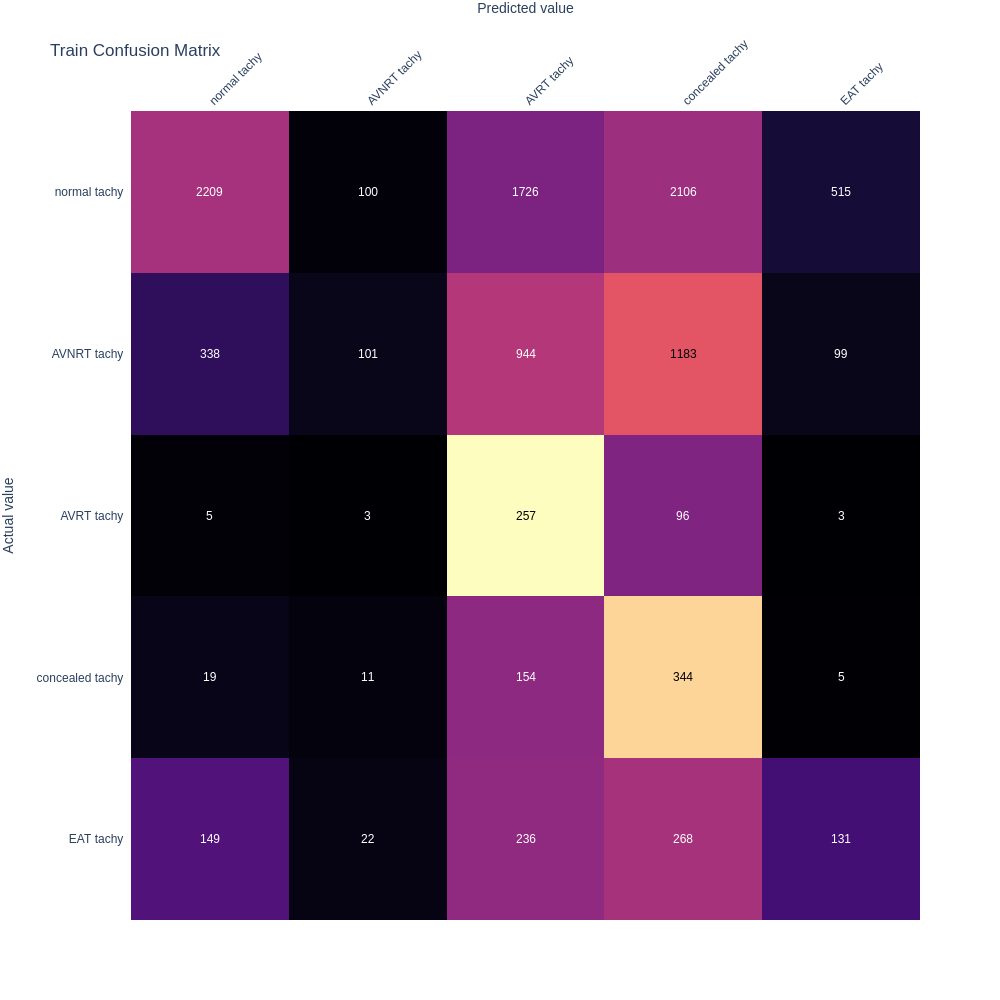 Predicted value
Train Confusion Matrix
normal tachy AVNRT tachy AVRT tachy concealed tachy EAT tachy
normal tachy 2209 100 1726 2106 515
AVNRT tachy 338 101 944 1183 99
Actual value
AVRT tachy 5 3 257 96 3
concealed tachy 19 11 154 344 5
EAT tachy 149 22 236 268 131